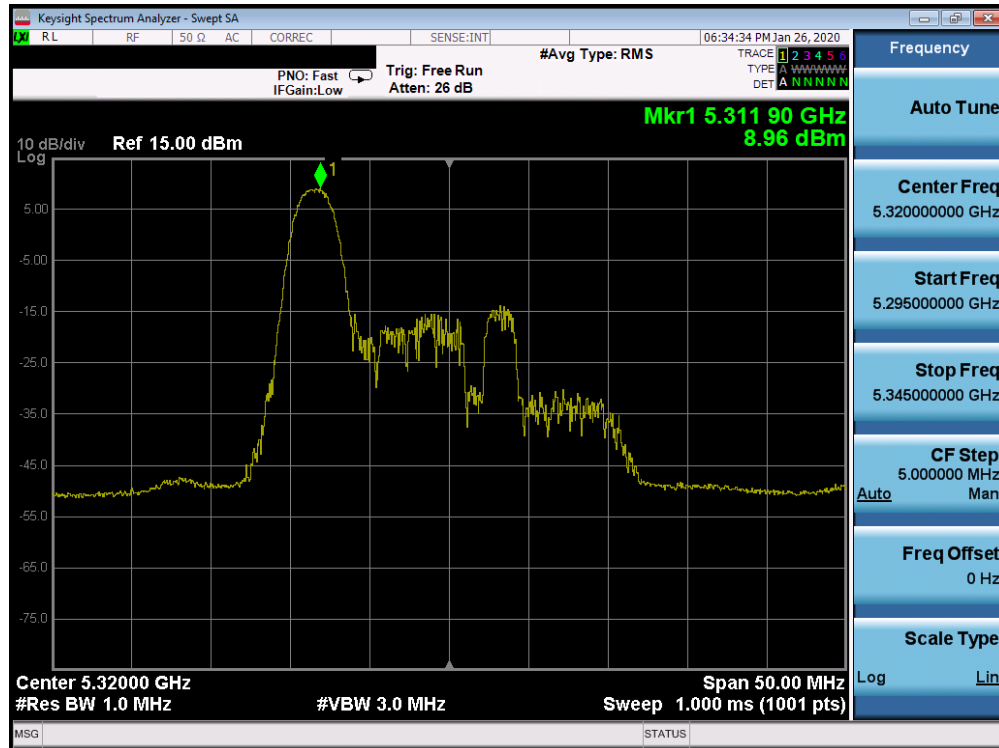 Keysight Spectrum Analyzer - Swept SA
LXI RL RF 50 Ω AC CORREC SENSE:INT 06:34:34 PM Jan 26, 2020
#Avg Type: RMS
TRACE 1 2 3 4 5 6
TYPE A WWWWW
DET A N N N N N
PNO: Fast
IFGain:Low
Trig: Free Run
Atten: 26 dB
Mkr1 5.311 90 GHz
8.96 dBm
10 dB/div
Log
Ref 15.00 dBm
1
5.00
-5.00
-15.0
-25.0
-35.0
-45.0
-55.0
-65.0
-75.0
Center 5.32000 GHz
Span 50.00 MHz
#Res BW 1.0 MHz
#VBW 3.0 MHz
Sweep 1.000 ms (1001 pts)
MSG
STATUS
Frequency
Auto Tune
Center Freq
5.320000000 GHz
Start Freq
5.295000000 GHz
Stop Freq
5.345000000 GHz
CF Step
5.000000 MHz
Auto Man
Freq Offset
0 Hz
Scale Type
Log Lin